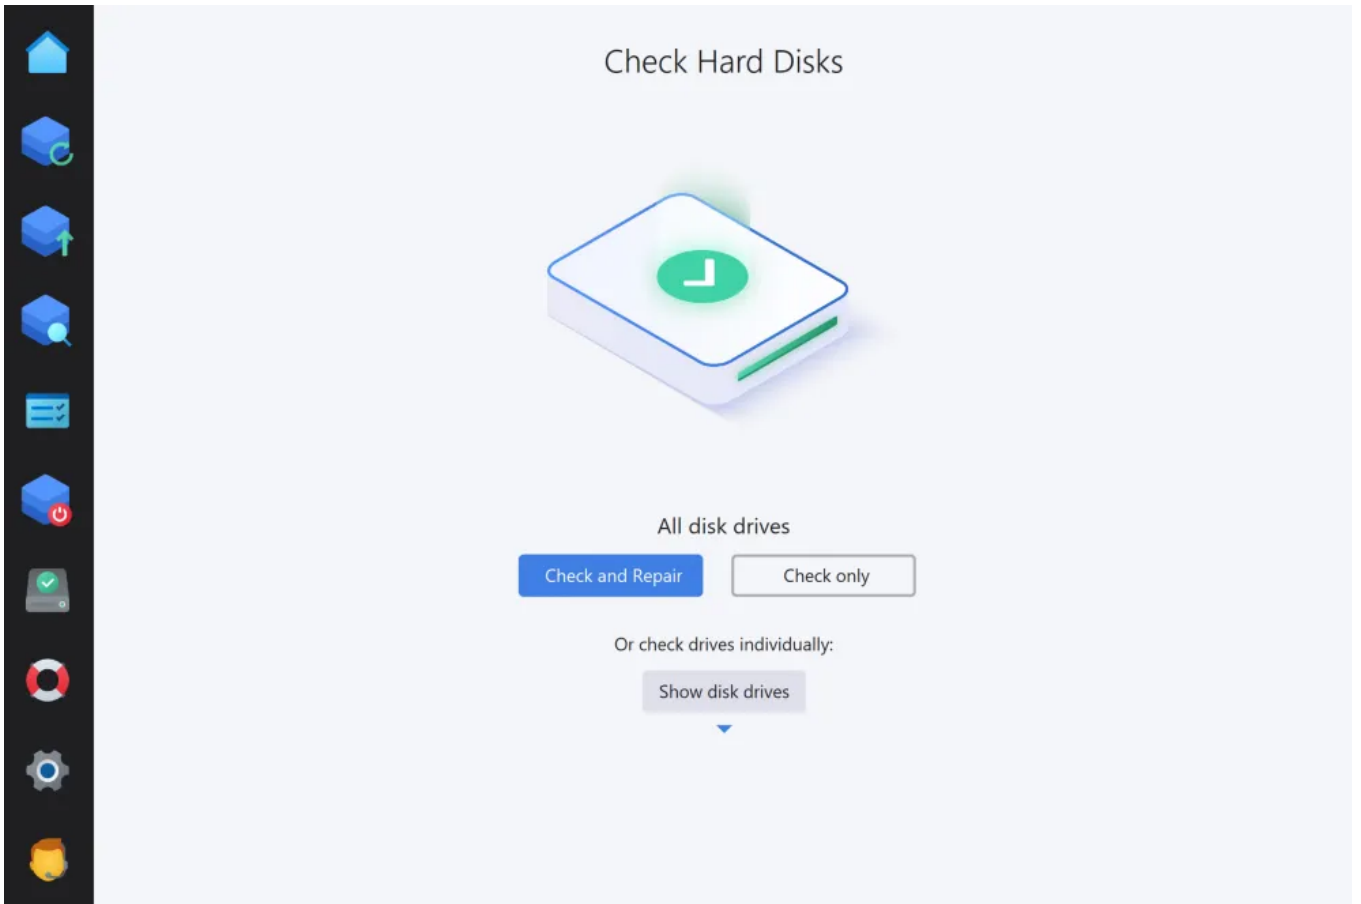 Check Hard Disks
All disk drives
Check and Repair
Check only
Or check drives individually:
Show disk drives